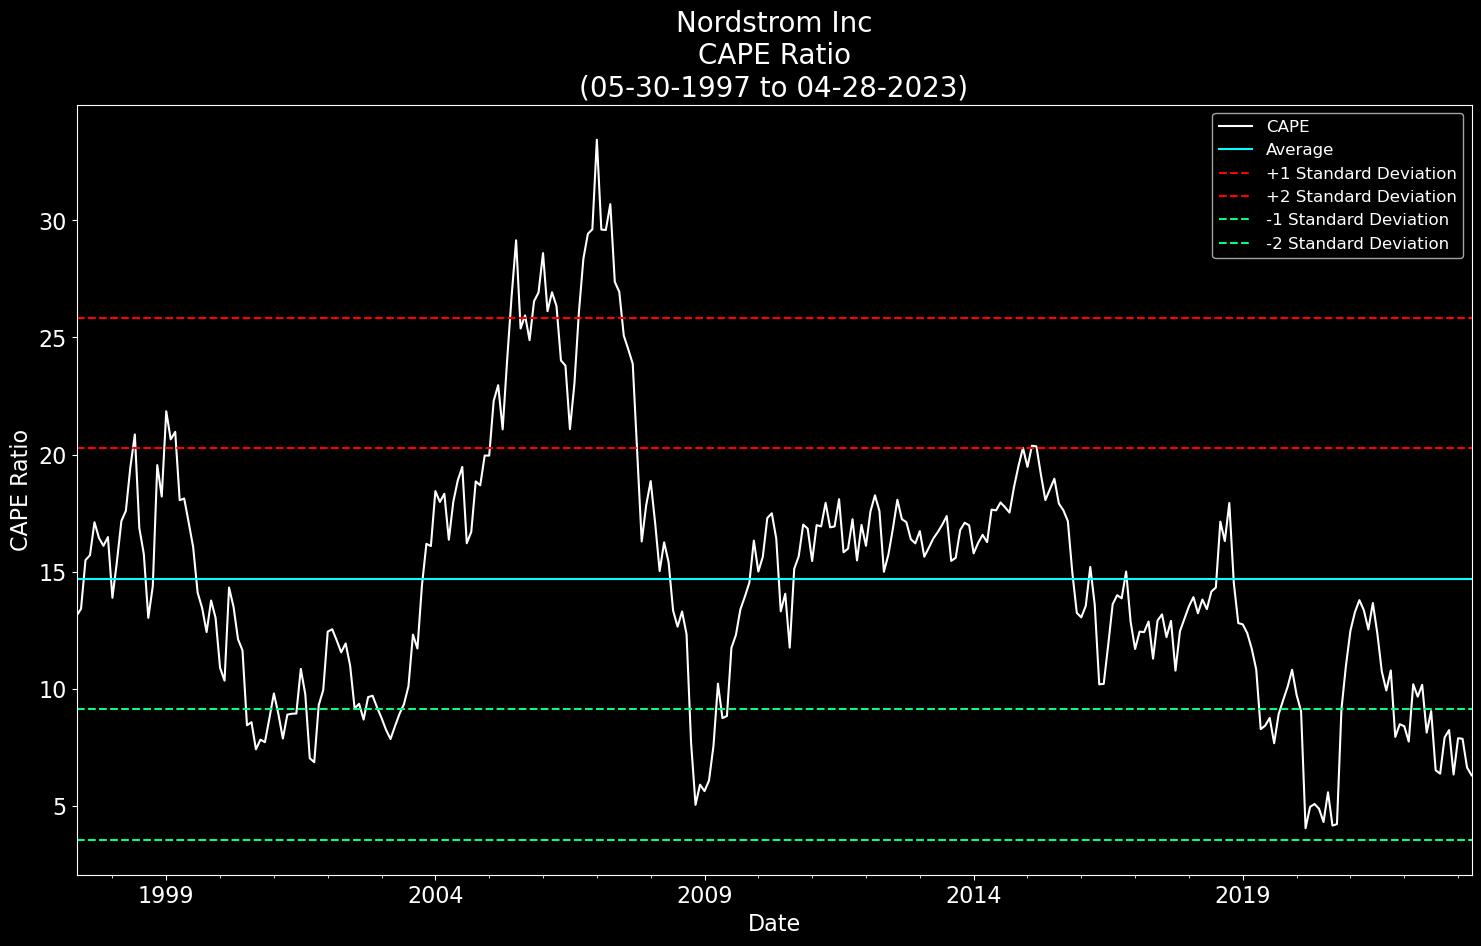 Nordstrom Inc
CAPE Ratio
(05-30-1997 to 04-28-2023)
CAPE
Average
+1 Standard Deviation
+2 Standard Deviation
-1 Standard Deviation
-2 Standard Deviation
CAPE Ratio
30
25
20
15
10
5
1999 2004 2009 2014 2019
Date